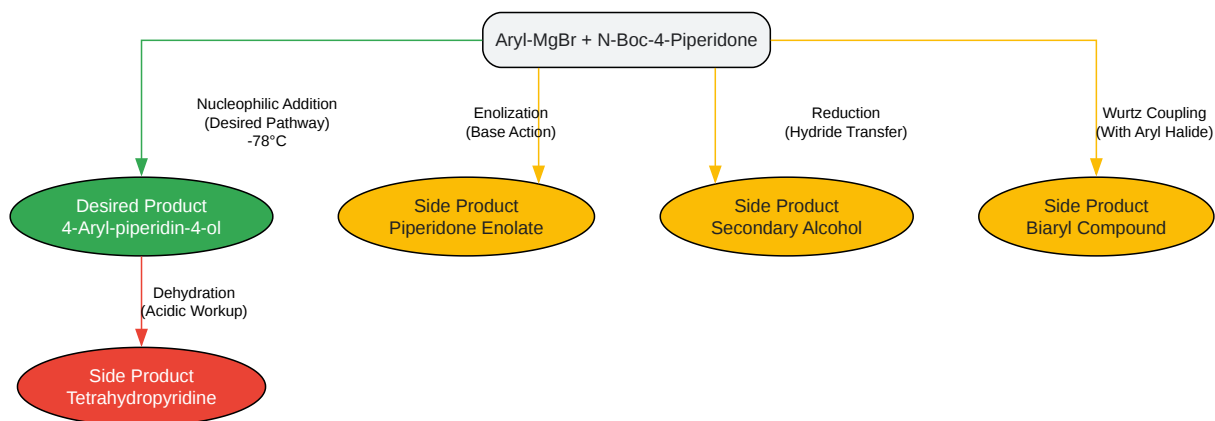 Aryl-MgBr + N-Boc-4-Piperidone
Nucleophilic Addition
(Desired Pathway)
-78°C
Enolization
(Base Action)
Reduction
(Hydride Transfer)
Wurtz Coupling
(With Aryl Halide)
Desired Product
4-Aryl-piperidin-4-ol
Side Product
Piperidone Enolate
Side Product
Secondary Alcohol
Side Product
Biaryl Compound
Dehydration
(Acidic Workup)
Side Product
Tetrahydropyridine